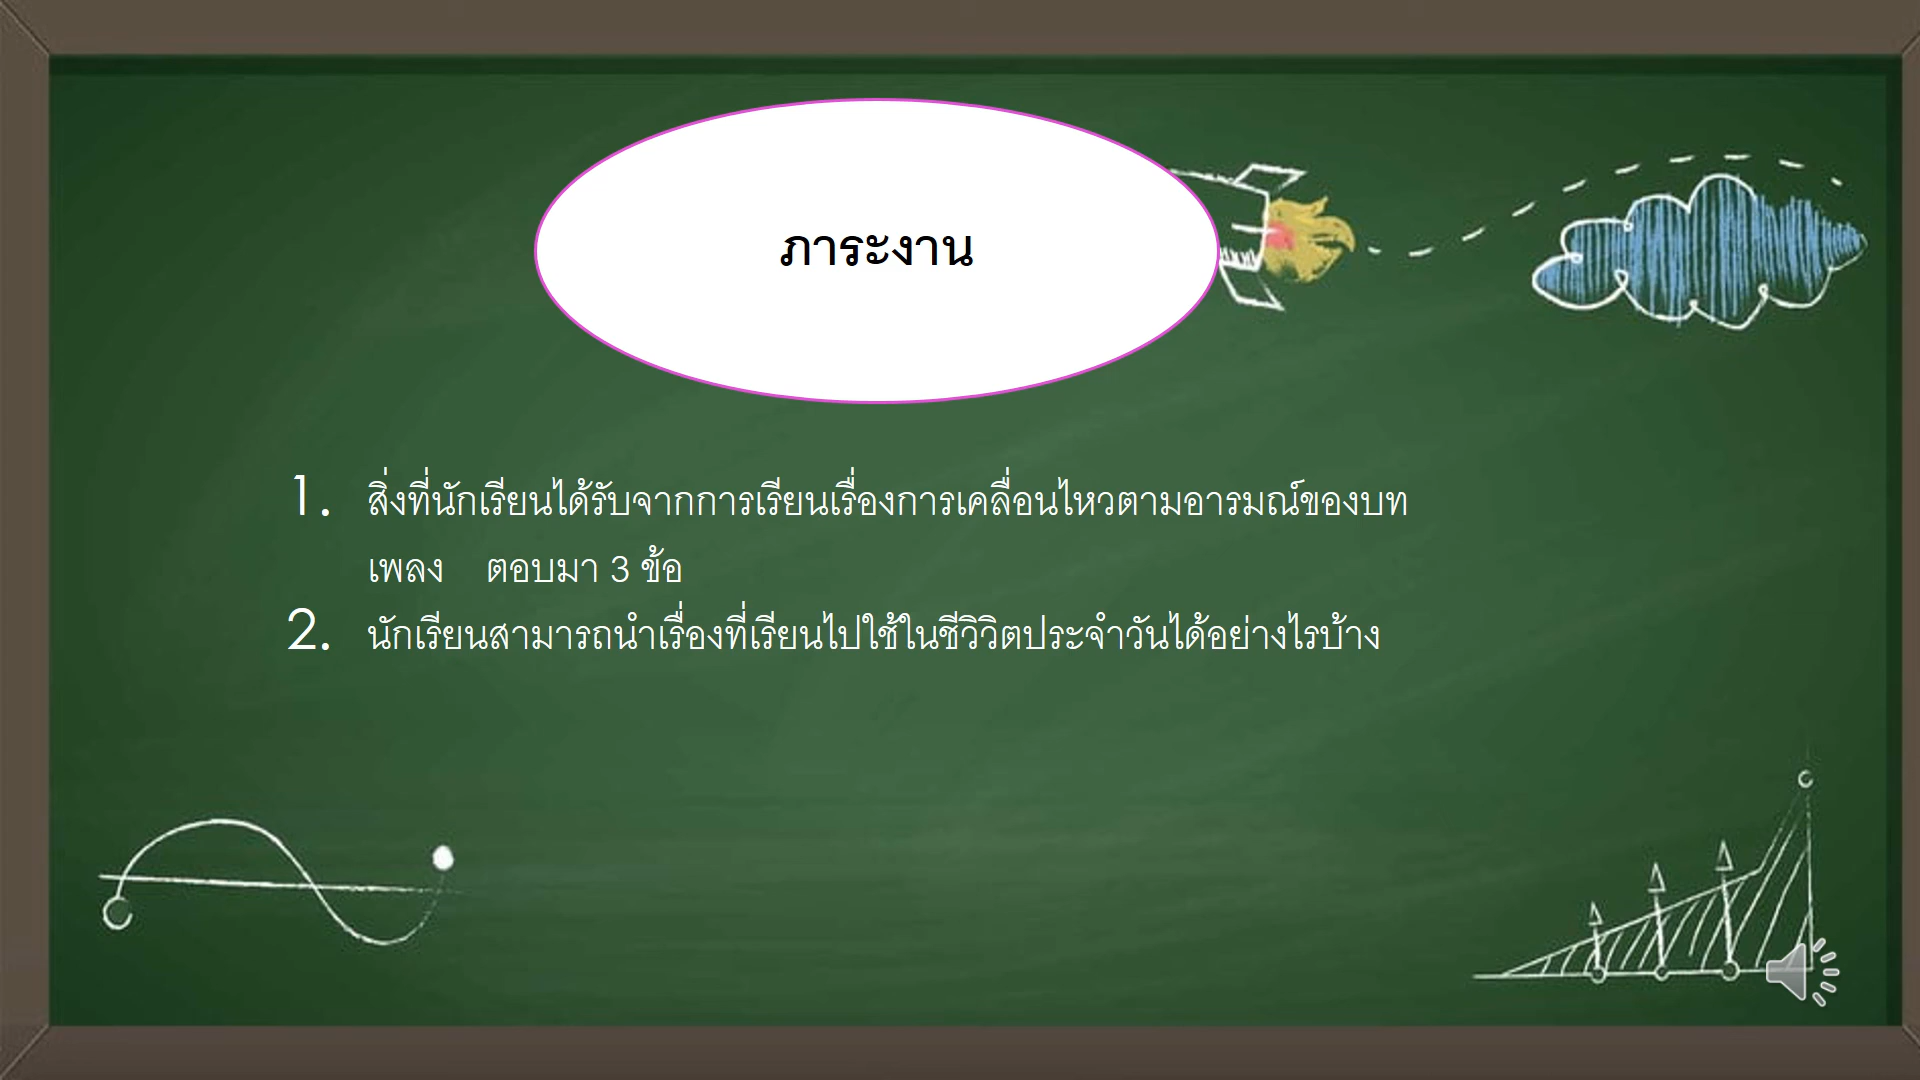 ภาระงาน
1. สิ่งที่นักเรียนได้รับจากการเรียนเรื่องการเคลื่อนไหวตามอารมณ์ของบท
เพลง ตอบมา 3 ข้อ
2. นักเรียนสามารถนำเรื่องที่เรียนไปใช้ในชีวิวิตประจำวันได้อย่างไรบ้าง